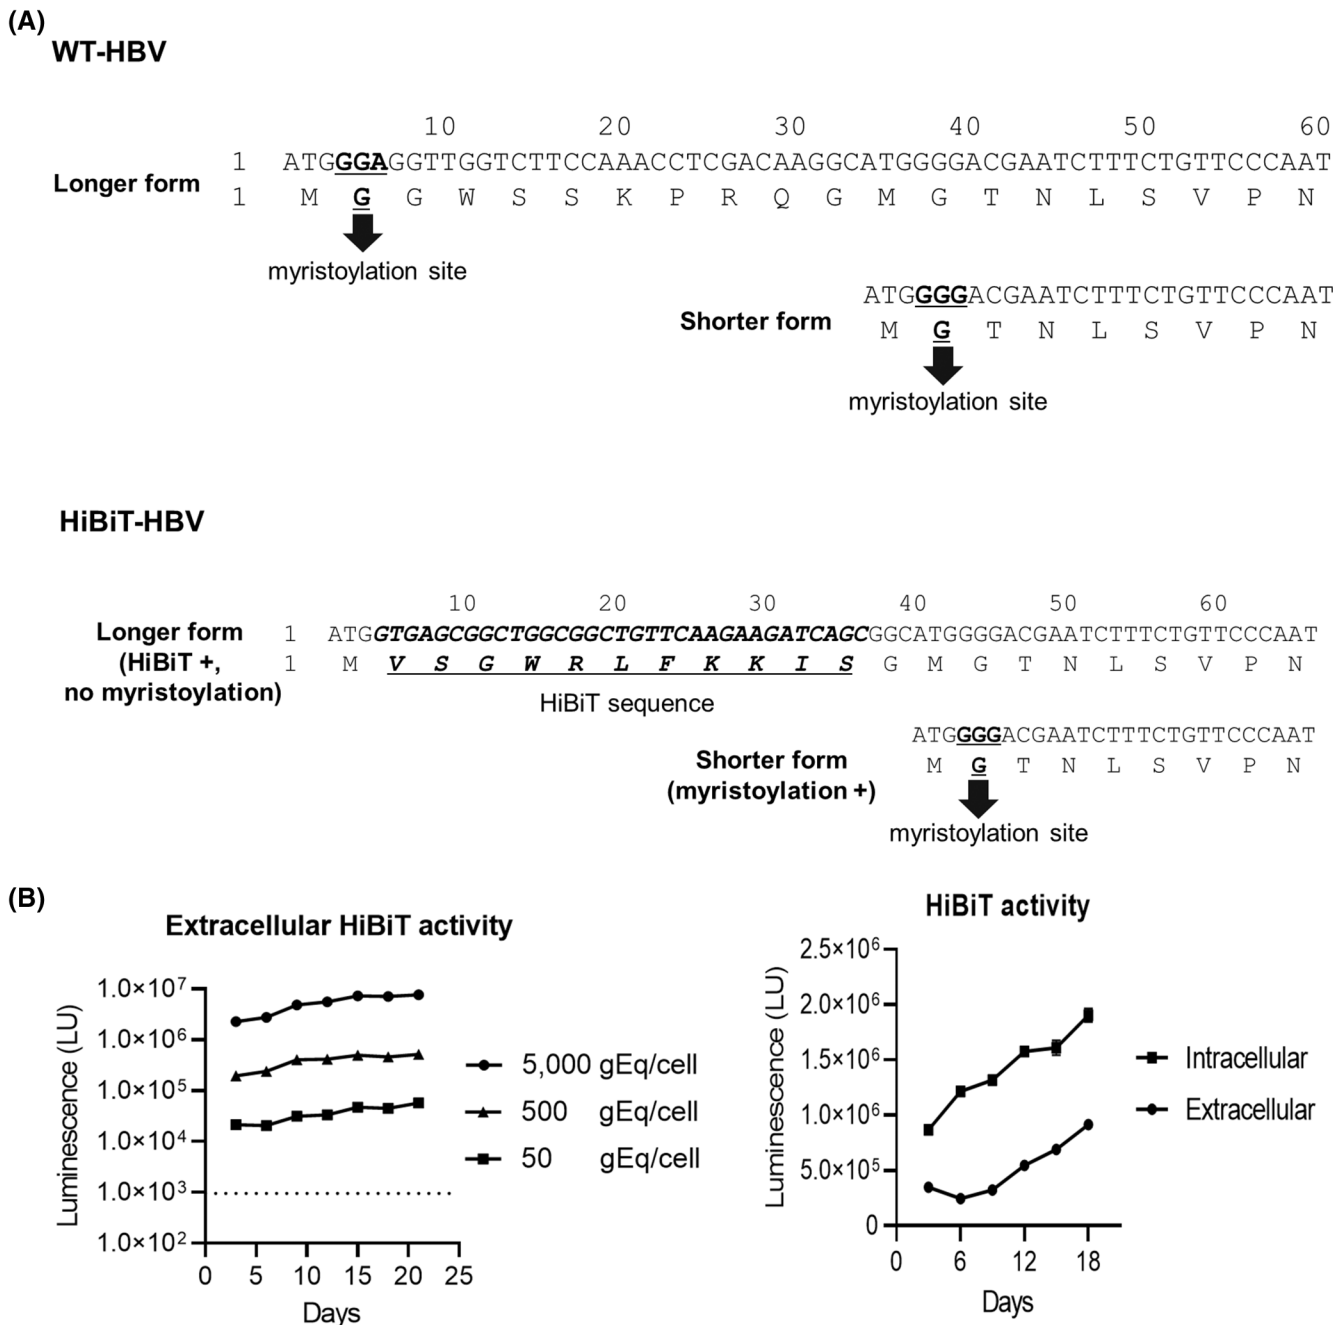 (A)
WT-HBV
10 20 30 40 50 60
Longer form
1 ATGGGAGGTTGGTCTTCCAAACCTCGACAAGGCATGGGGACGAATCTTTCTGTTCCCAAT
1 M G G W S S K P R Q G M G T N L S V P N
myristoylation site
Shorter form
ATGGGGACGAATCTTTCTGTTCCCAAT
M G T N L S V P N
myristoylation site
HiBiT-HBV
10 20 30 40 50 60
Longer form
(HiBiT +,
no myristoylation)
1 ATGGTGAGCGGCTGGCGGCTGTTCAAGAAGATCAGCGGCATGGGGACGAATCTTTCTGTTCCCAAT
1 M V S G W R L F K K I S G M G T N L S V P N
HiBiT sequence
Shorter form
(myristoylation +)
ATGGGGACGAATCTTTCTGTTCCCAAT
M G T N L S V P N
myristoylation site
(B)
Extracellular HiBiT activity
Luminescence (LU)
1.0×10⁷
1.0×10⁶
1.0×10⁵
1.0×10⁴
1.0×10³
1.0×10²
0 5 10 15 20 25
Days
5,000 gEq/cell
500 gEq/cell
50 gEq/cell
HiBiT activity
Luminescence (LU)
2.5×10⁶
2.0×10⁶
1.5×10⁶
1.0×10⁶
5.0×10⁵
0
0 6 12 18
Days
Intracellular
Extracellular